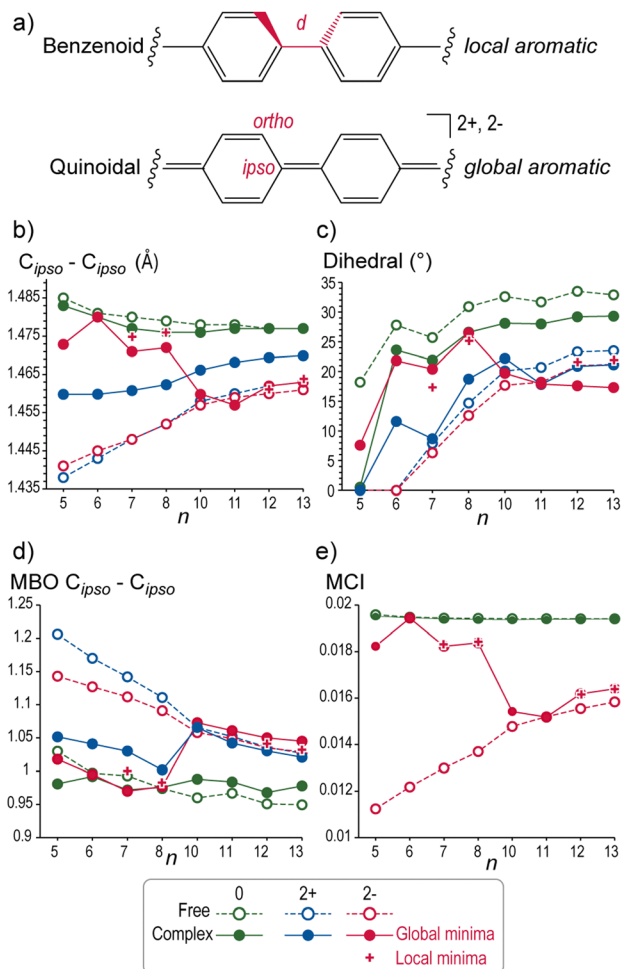 a)
d
Benzenoid
local aromatic
ortho
2+, 2-
Quinoidal
ipso
global aromatic
b)
C_ipso - C_ipso (Å)
1.485
1.475
1.465
1.455
1.445
1.435
5 6 7 8 10 11 12 13
n
c)
Dihedral (°)
35
30
25
20
15
10
5
0
5 6 7 8 10 11 12 13
n
d)
MBO C_ipso - C_ipso
1.25
1.2
1.15
1.1
1.05
1
0.95
0.9
5 6 7 8 10 11 12 13
n
e)
MCI
0.02
0.018
0.016
0.014
0.012
0.01
5 6 7 8 10 11 12 13
n
0 2+ 2-
Free
Complex Global minima
+ Local minima